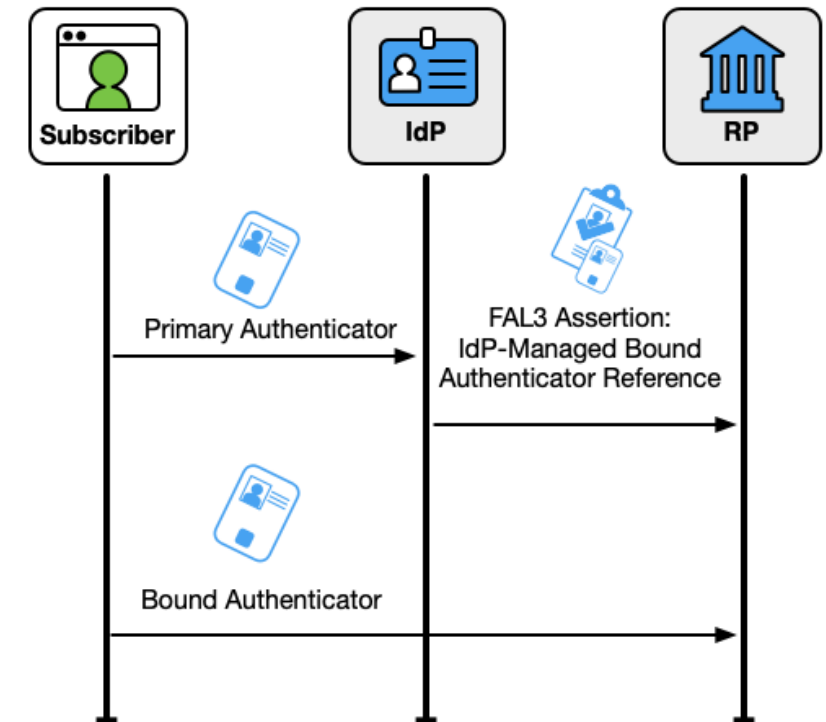 Subscriber
IdP
RP
Primary Authenticator
FAL3 Assertion:
IdP-Managed Bound
Authenticator Reference
Bound Authenticator